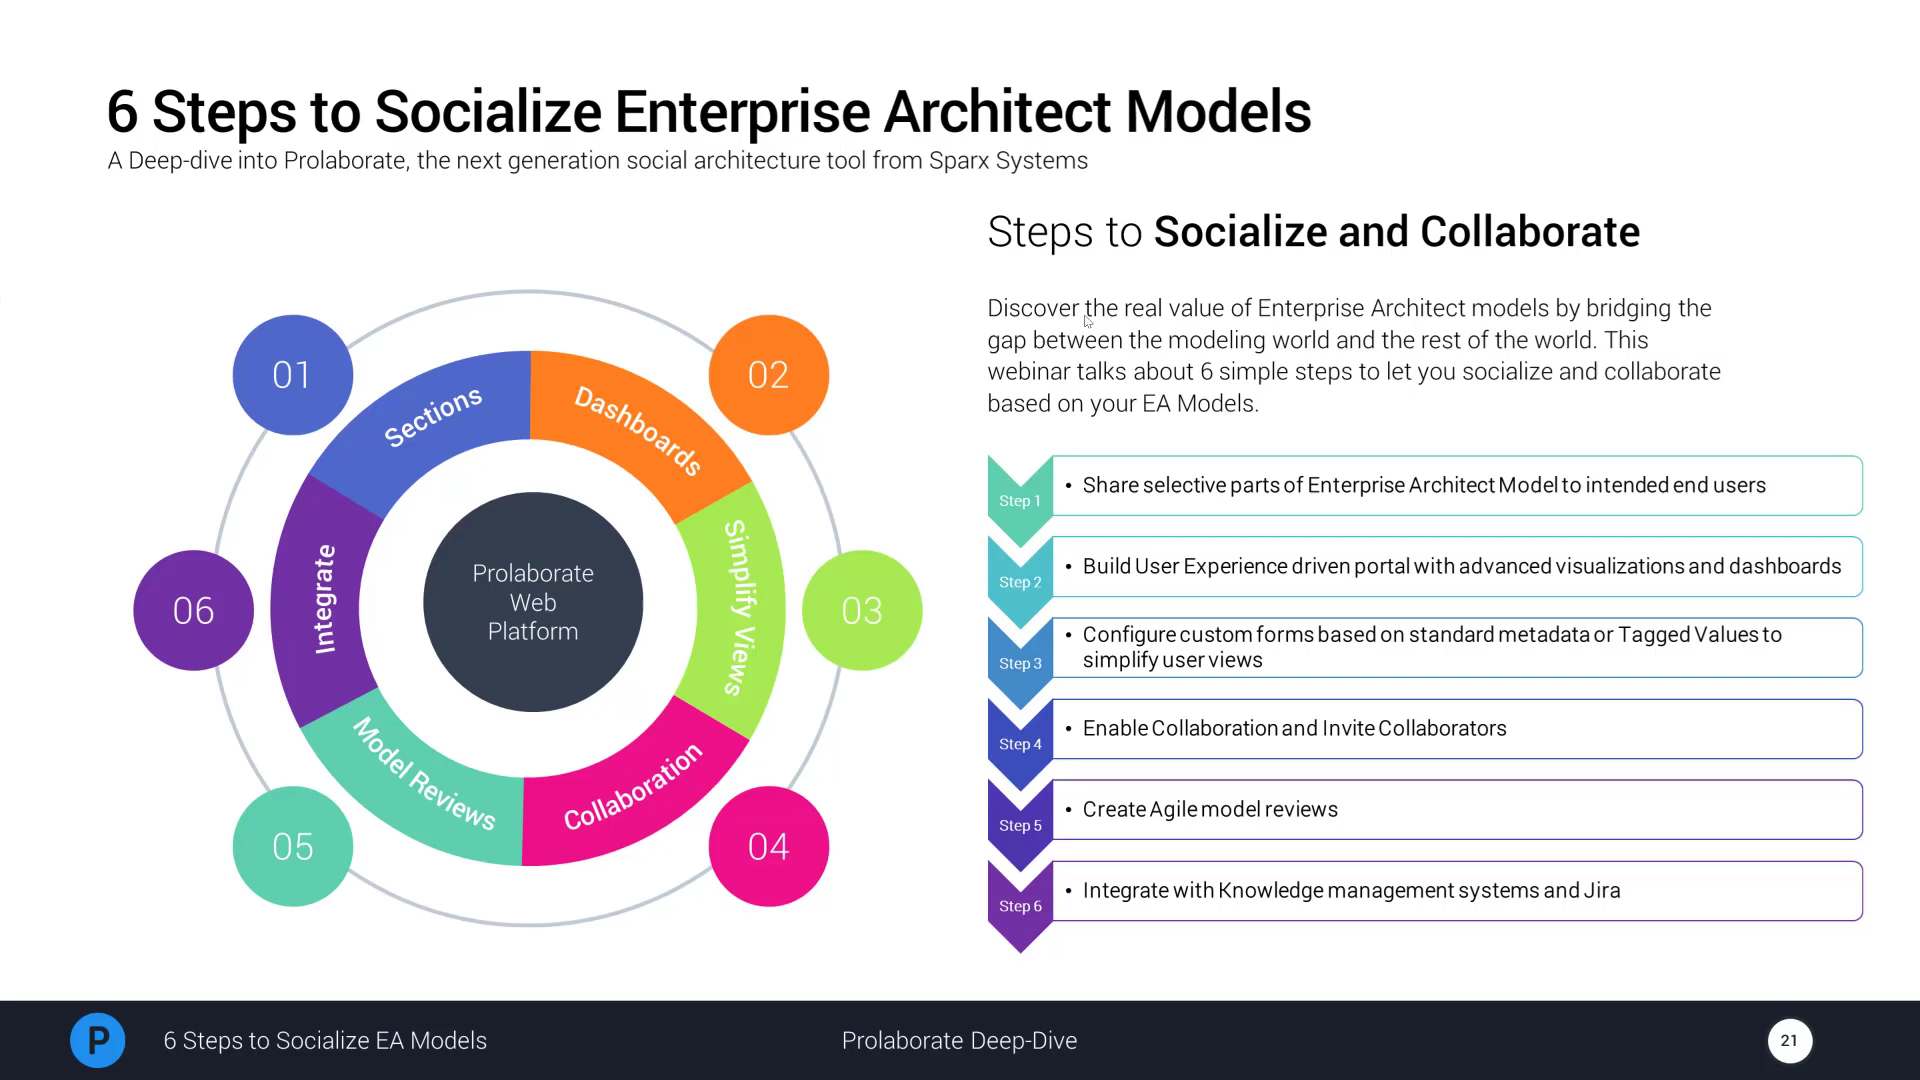 6 Steps to Socialize Enterprise Architect Models
A Deep-dive into Prolaborate, the next generation social architecture tool from Sparx Systems
01
02
03
04
05
06
Sections
Dashboards
Simplify Views
Collaboration
Model Reviews
Integrate
Prolaborate
Web
Platform
Steps to Socialize and Collaborate
Discover the real value of Enterprise Architect models by bridging the
gap between the modeling world and the rest of the world. This
webinar talks about 6 simple steps to let you socialize and collaborate
based on your EA Models.
Step 1
• Share selective parts of Enterprise Architect Model to intended end users
Step 2
• Build User Experience driven portal with advanced visualizations and dashboards
Step 3
• Configure custom forms based on standard metadata or Tagged Values to
simplify user views
Step 4
• Enable Collaboration and Invite Collaborators
Step 5
• Create Agile model reviews
Step 6
• Integrate with Knowledge management systems and Jira
P
6 Steps to Socialize EA Models
Prolaborate Deep-Dive
21